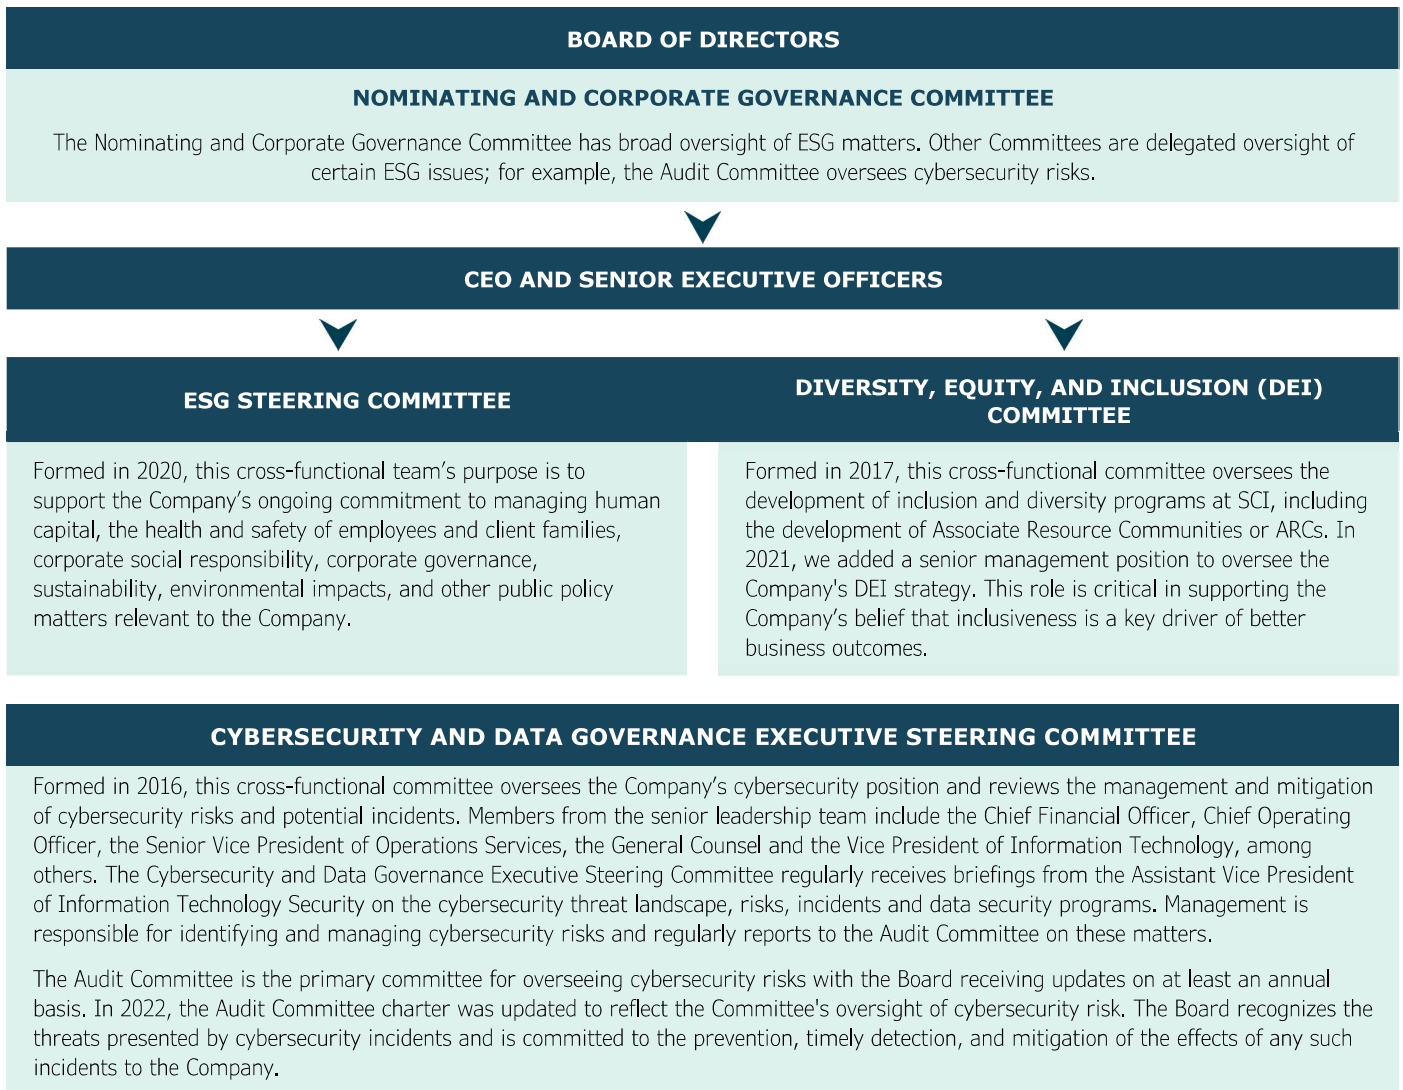 BOARD OF DIRECTORS
NOMINATING AND CORPORATE GOVERNANCE COMMITTEE
The Nominating and Corporate Governance Committee has broad oversight of ESG matters. Other Committees are delegated oversight of
certain ESG issues; for example, the Audit Committee oversees cybersecurity risks.
CEO AND SENIOR EXECUTIVE OFFICERS
ESG STEERING COMMITTEE
Formed in 2020, this cross-functional team's purpose is to
support the Company's ongoing commitment to managing human
capital, the health and safety of employees and client families,
corporate social responsibility, corporate governance,
sustainability, environmental impacts, and other public policy
matters relevant to the Company.
DIVERSITY, EQUITY, AND INCLUSION (DEI)
COMMITTEE
Formed in 2017, this cross-functional committee oversees the
development of inclusion and diversity programs at SCI, including
the development of Associate Resource Communities or ARCs. In
2021, we added a senior management position to oversee the
Company's DEI strategy. This role is critical in supporting the
Company's belief that inclusiveness is a key driver of better
business outcomes.
CYBERSECURITY AND DATA GOVERNANCE EXECUTIVE STEERING COMMITTEE
Formed in 2016, this cross-functional committee oversees the Company's cybersecurity position and reviews the management and mitigation
of cybersecurity risks and potential incidents. Members from the senior leadership team include the Chief Financial Officer, Chief Operating
Officer, the Senior Vice President of Operations Services, the General Counsel and the Vice President of Information Technology, among
others. The Cybersecurity and Data Governance Executive Steering Committee regularly receives briefings from the Assistant Vice President
of Information Technology Security on the cybersecurity threat landscape, risks, incidents and data security programs. Management is
responsible for identifying and managing cybersecurity risks and regularly reports to the Audit Committee on these matters.
The Audit Committee is the primary committee for overseeing cybersecurity risks with the Board receiving updates on at least an annual
basis. In 2022, the Audit Committee charter was updated to reflect the Committee's oversight of cybersecurity risk. The Board recognizes the
threats presented by cybersecurity incidents and is committed to the prevention, timely detection, and mitigation of the effects of any such
incidents to the Company.